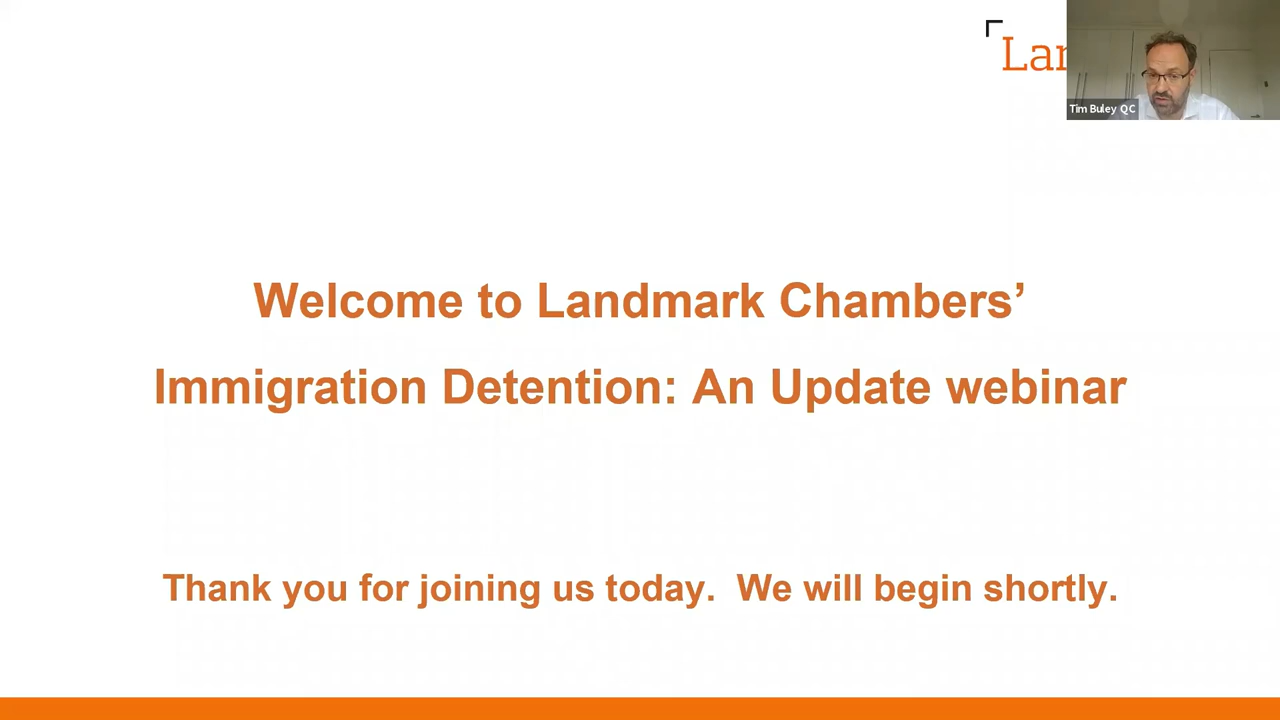 Tim Buley QC
Welcome to Landmark Chambers’
Immigration Detention: An Update webinar
Thank you for joining us today.  We will begin shortly.